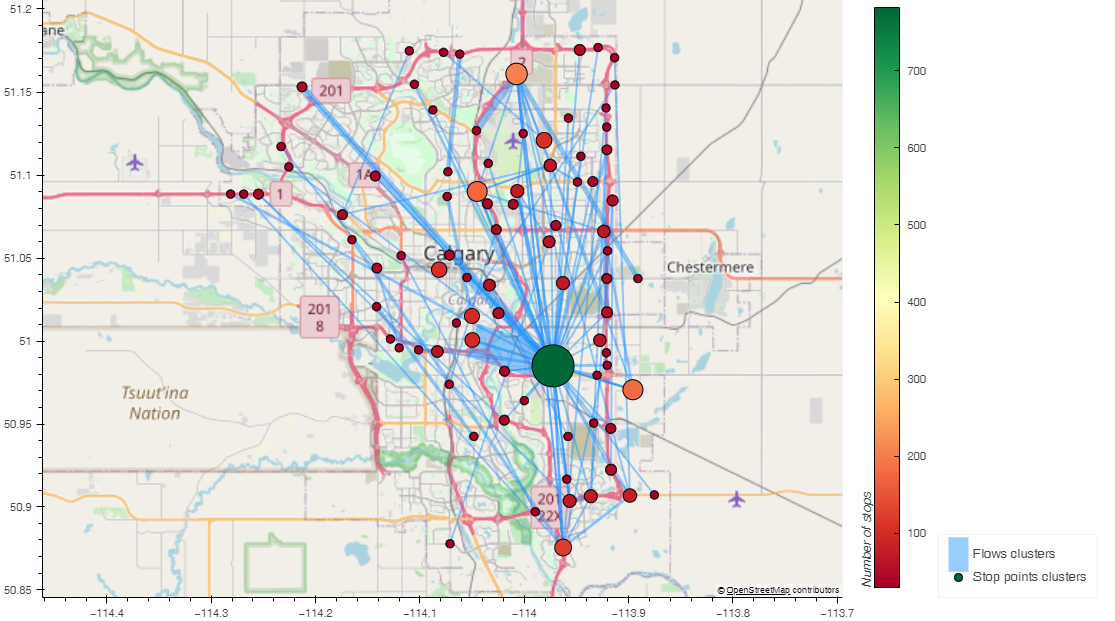 51.2
51.15
51.1
51.05
51
50.95
50.9
50.85
−114.4
−114.3
−114.2
−114.1
−114
−113.9
−113.8
−113.7
ane
201
2
1A
1
Calgary
Calgary
Chestermere
201
8
Tsuut'ina
Nation
201
22X
© OpenStreetMap contributors
700
600
500
400
300
200
100
Number of stops
Flows clusters
Stop points clusters